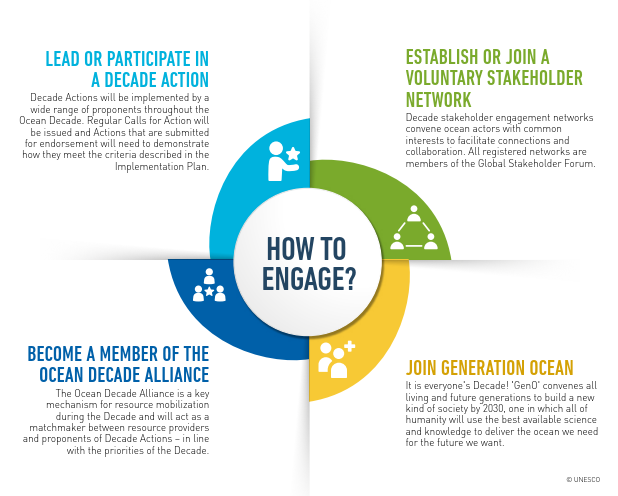 LEAD OR PARTICIPATE IN
A DECADE ACTION
Decade Actions will be implemented by a
wide range of proponents throughout the
Ocean Decade. Regular Calls for Action will
be issued and Actions that are submitted
for endorsement will need to demonstrate
how they meet the criteria described in the
Implementation Plan.
ESTABLISH OR JOIN A
VOLUNTARY STAKEHOLDER
NETWORK
Decade stakeholder engagement networks
convene ocean actors with common
interests to facilitate connections and
collaboration. All registered networks are
members of the Global Stakeholder Forum.
HOW TO
ENGAGE?
BECOME A MEMBER OF THE
OCEAN DECADE ALLIANCE
The Ocean Decade Alliance is a key
mechanism for resource mobilization
during the Decade and will act as a
matchmaker between resource providers
and proponents of Decade Actions – in line
with the priorities of the Decade.
JOIN GENERATION OCEAN
It is everyone's Decade! 'GenO' convenes all
living and future generations to build a new
kind of society by 2030, one in which all of
humanity will use the best available science
and knowledge to deliver the ocean we need
for the future we want.
© UNESCO